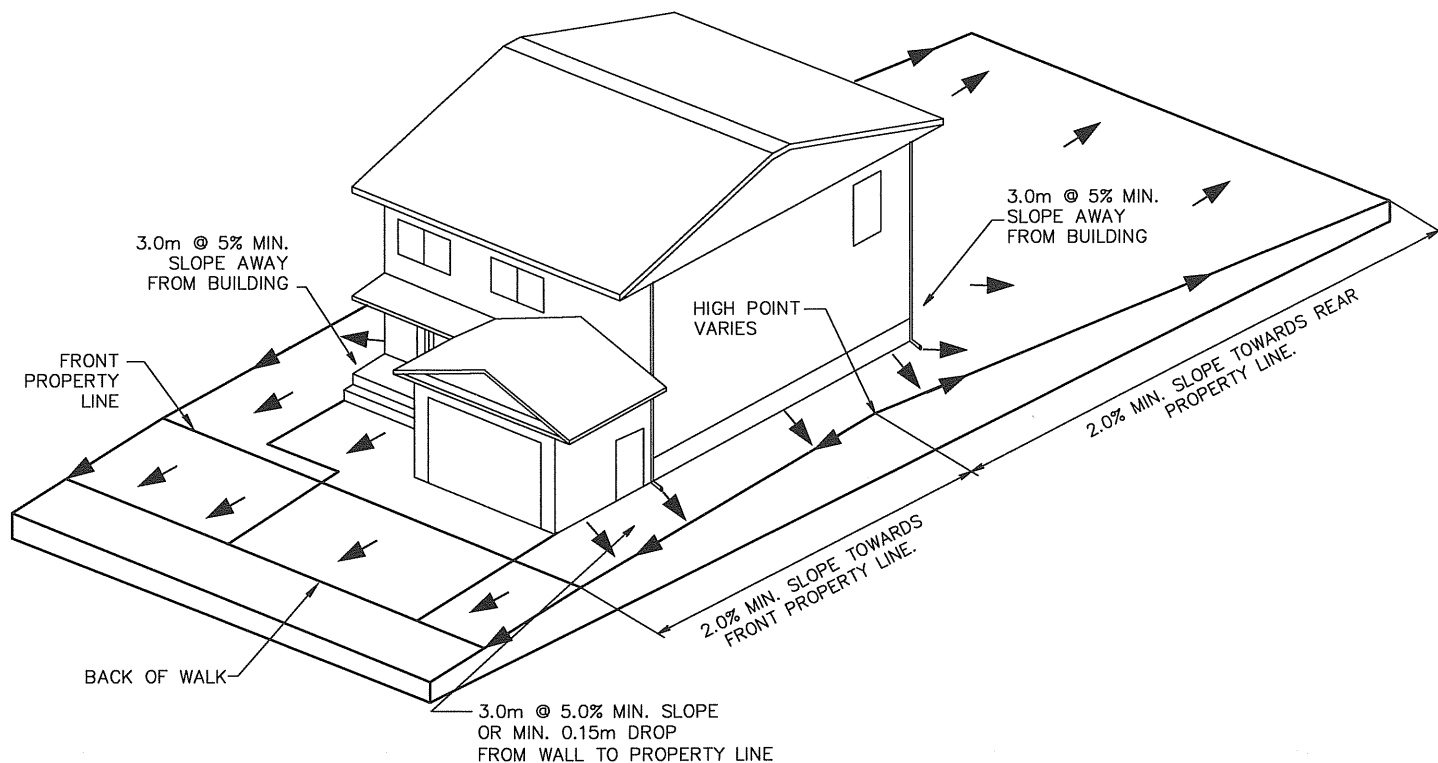 3.0m @ 5% MIN.
SLOPE AWAY
FROM BUILDING
3.0m @ 5% MIN.
SLOPE AWAY
FROM BUILDING
HIGH POINT
VARIES
FRONT
PROPERTY
LINE
2.0% MIN. SLOPE TOWARDS REAR
PROPERTY LINE.
2.0% MIN. SLOPE TOWARDS
FRONT PROPERTY LINE.
BACK OF WALK
3.0m @ 5.0% MIN. SLOPE
OR MIN. 0.15m DROP
FROM WALL TO PROPERTY LINE